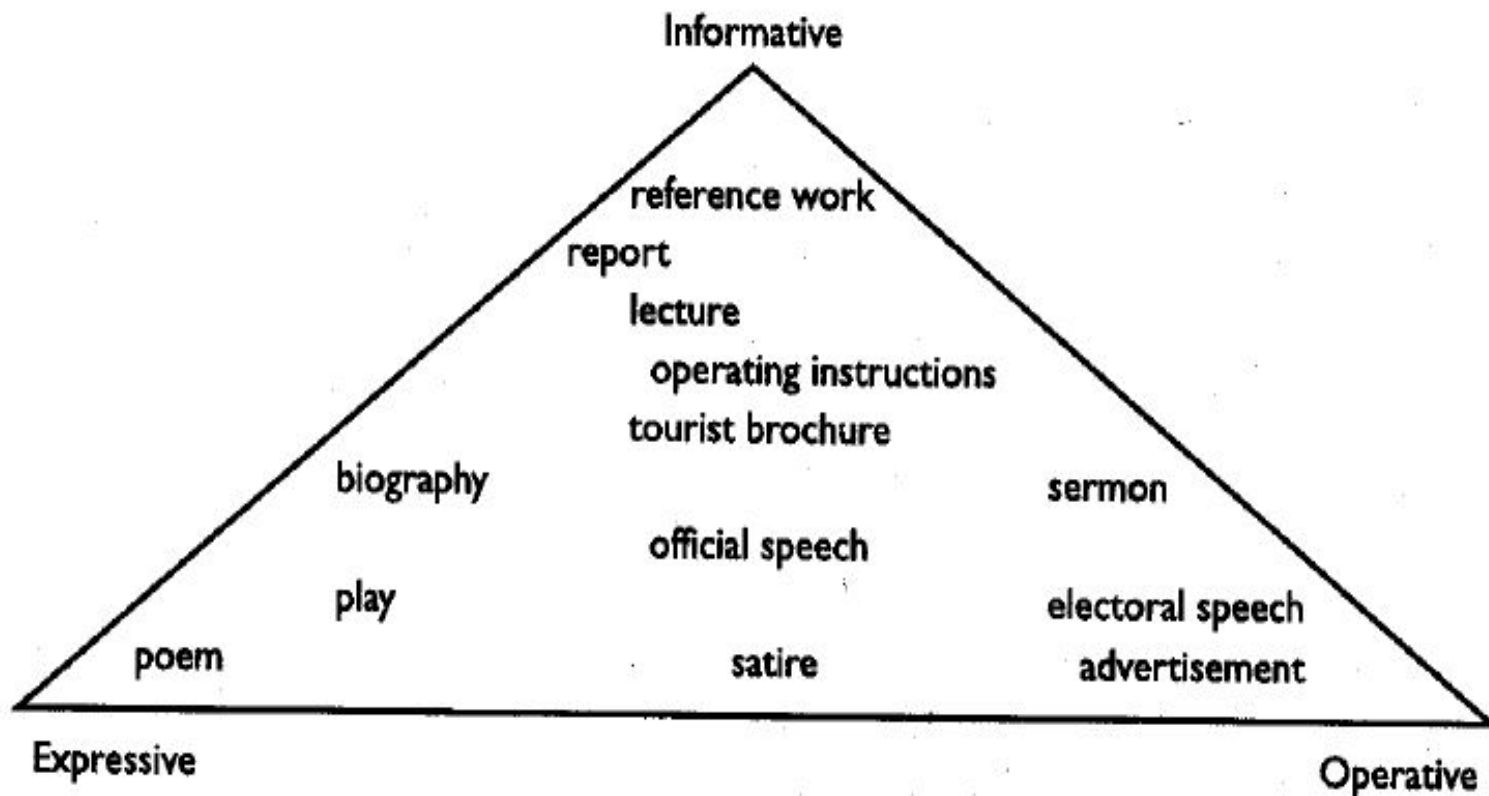 Informative
reference work
report
lecture
operating instructions
tourist brochure
biography
sermon
official speech
play
electoral speech
poem
satire
advertisement
Expressive
Operative